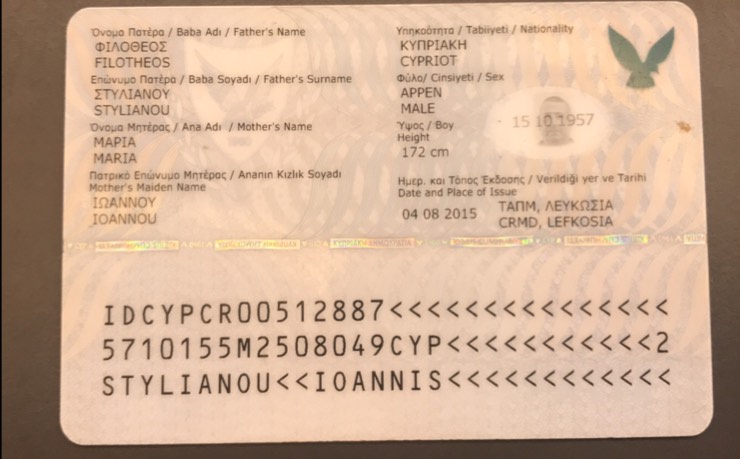 Όνομα Πατέρα / Baba Adı / Father's Name
ΦΙΛΟΘΕΟΣ
FILOTHEOS
Επώνυμο Πατέρα / Baba Soyadı / Father's Surname
ΣΤΥΛΙΑΝΟΥ
STYLIANOU
Όνομα Μητέρας / Ana Adı / Mother's Name
ΜΑΡΙΑ
MARIA
Πατρικό Επώνυμο Μητέρας / Ananın Kızlık Soyadı
Mother's Maiden Name
ΙΩΑΝΝΟΥ
IOANNOU
Υπηκοότητα / Tabiiyeti / Nationality
ΚΥΠΡΙΑΚΗ
CYPRIOT
Φύλο/ Cinsiyeti / Sex
ΑΡΡΕΝ
MALE
Ύψος / Boy
Height
172 cm
15 10 1957
Ημερ. και Τόπος Έκδοσης / Verildiği yer ve Tarihi
Date and Place of Issue
04 08 2015
ΤΑΠΜ, ΛΕΥΚΩΣΙΑ
CRMD, LEFKOSIA
IDCYPCR00512887<<<<<<<<<<<<<<<
5710155M2508049CYP<<<<<<<<<<<2
STYLIANOU<<IOANNIS<<<<<<<<<<<<